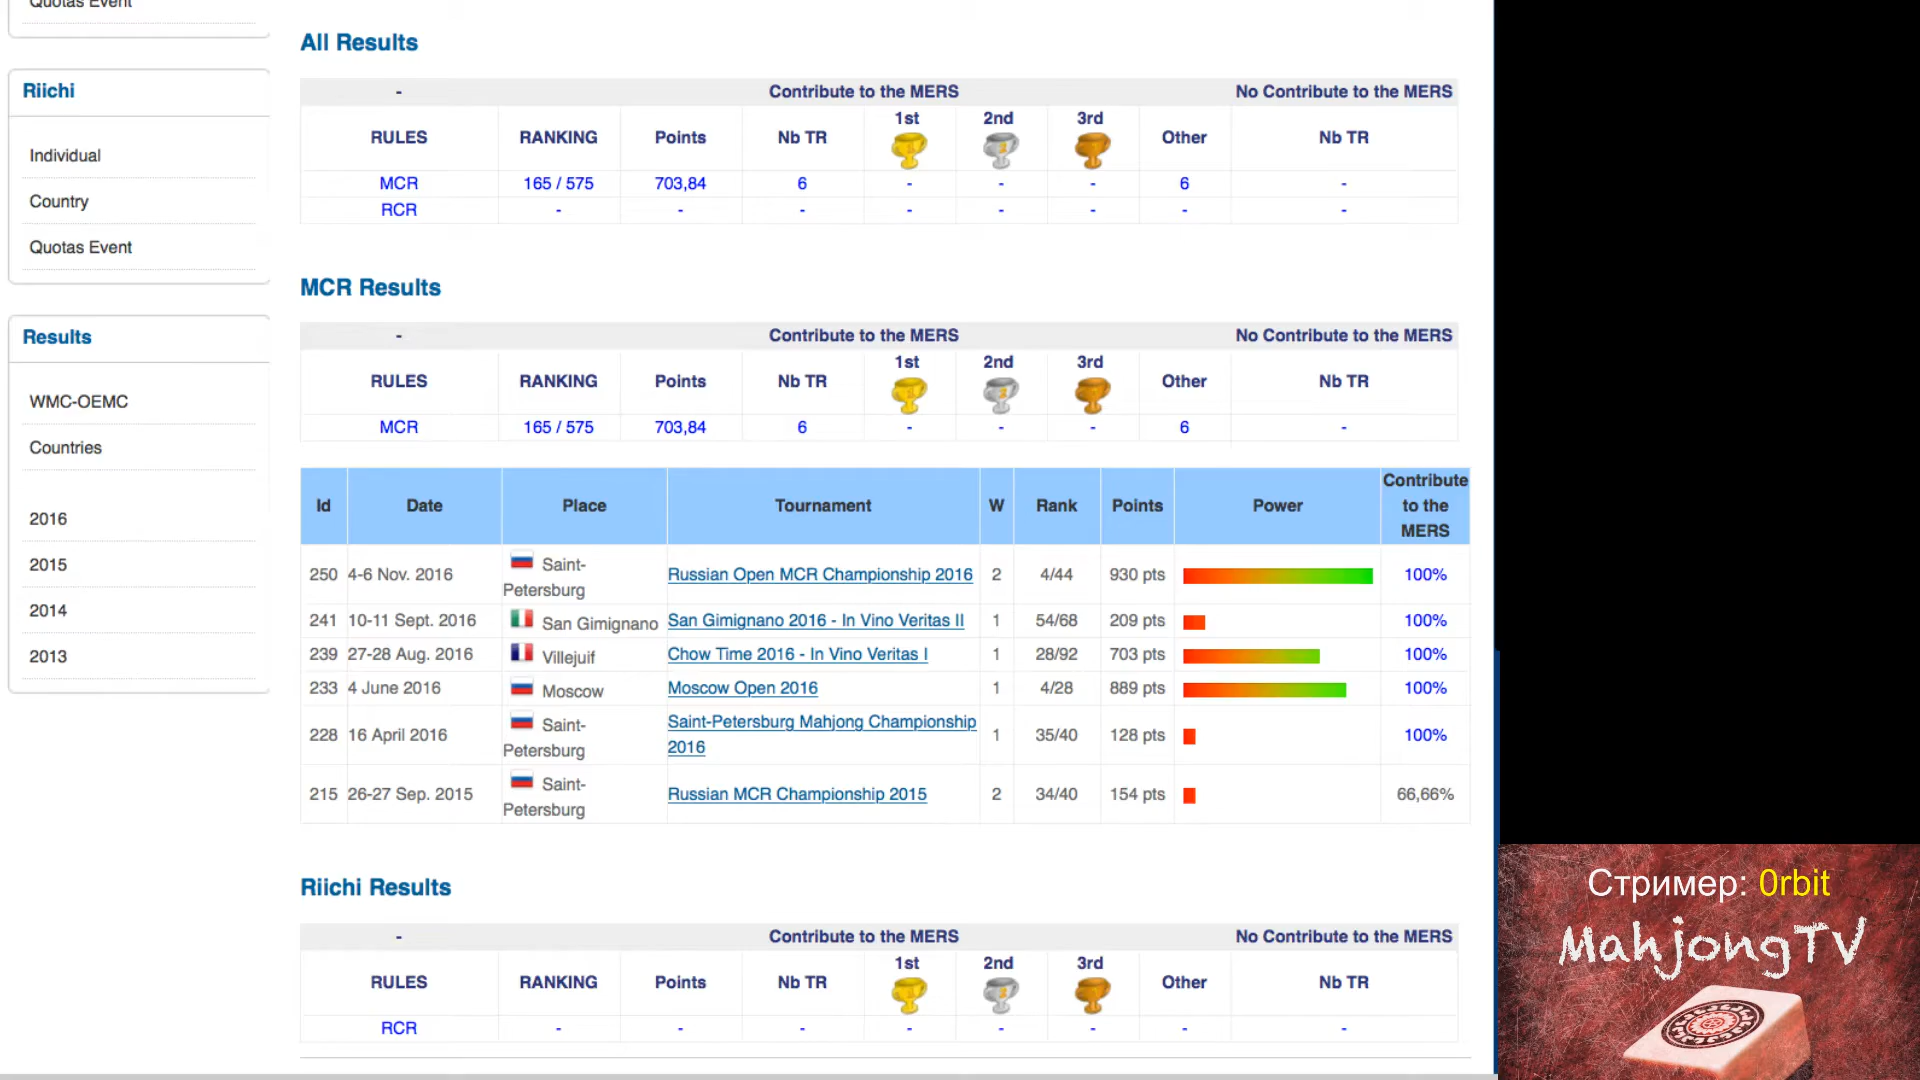 Quotas Event
Riichi
Individual
Country
Quotas Event
Results
WMC-OEMC
Countries
2016
2015
2014
2013
All Results
- Contribute to the MERS No Contribute to the MERS
RULES RANKING Points Nb TR 1st 2nd 3rd Other Nb TR
MCR 165 / 575 703,84 6 - - - 6 -
RCR - - - - - - - -
MCR Results
- Contribute to the MERS No Contribute to the MERS
RULES RANKING Points Nb TR 1st 2nd 3rd Other Nb TR
MCR 165 / 575 703,84 6 - - - 6 -
Id Date Place Tournament W Rank Points Power Contribute to the MERS
250 4-6 Nov. 2016 Saint-Petersburg Russian Open MCR Championship 2016 2 4/44 930 pts 100%
241 10-11 Sept. 2016 San Gimignano San Gimignano 2016 - In Vino Veritas II 1 54/68 209 pts 100%
239 27-28 Aug. 2016 Villejuif Chow Time 2016 - In Vino Veritas I 1 28/92 703 pts 100%
233 4 June 2016 Moscow Moscow Open 2016 1 4/28 889 pts 100%
228 16 April 2016 Saint-Petersburg Saint-Petersburg Mahjong Championship 2016 1 35/40 128 pts 100%
215 26-27 Sep. 2015 Saint-Petersburg Russian MCR Championship 2015 2 34/40 154 pts 66,66%
Riichi Results
- Contribute to the MERS No Contribute to the MERS
RULES RANKING Points Nb TR 1st 2nd 3rd Other Nb TR
RCR - - - - - - - -
Стример: 0rbit
MahjongTV